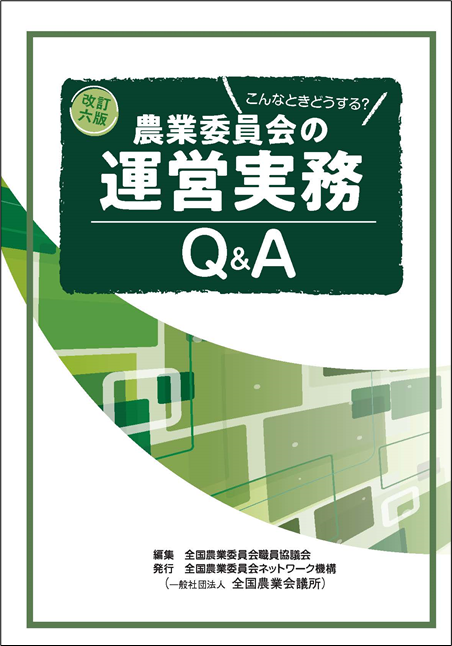 改訂
六版
こんなときどうする?
農業委員会の
運営実務
Q&A
編集 全国農業委員会職員協議会
発行 全国農業委員会ネットワーク機構
(一般社団法人 全国農業会議所)